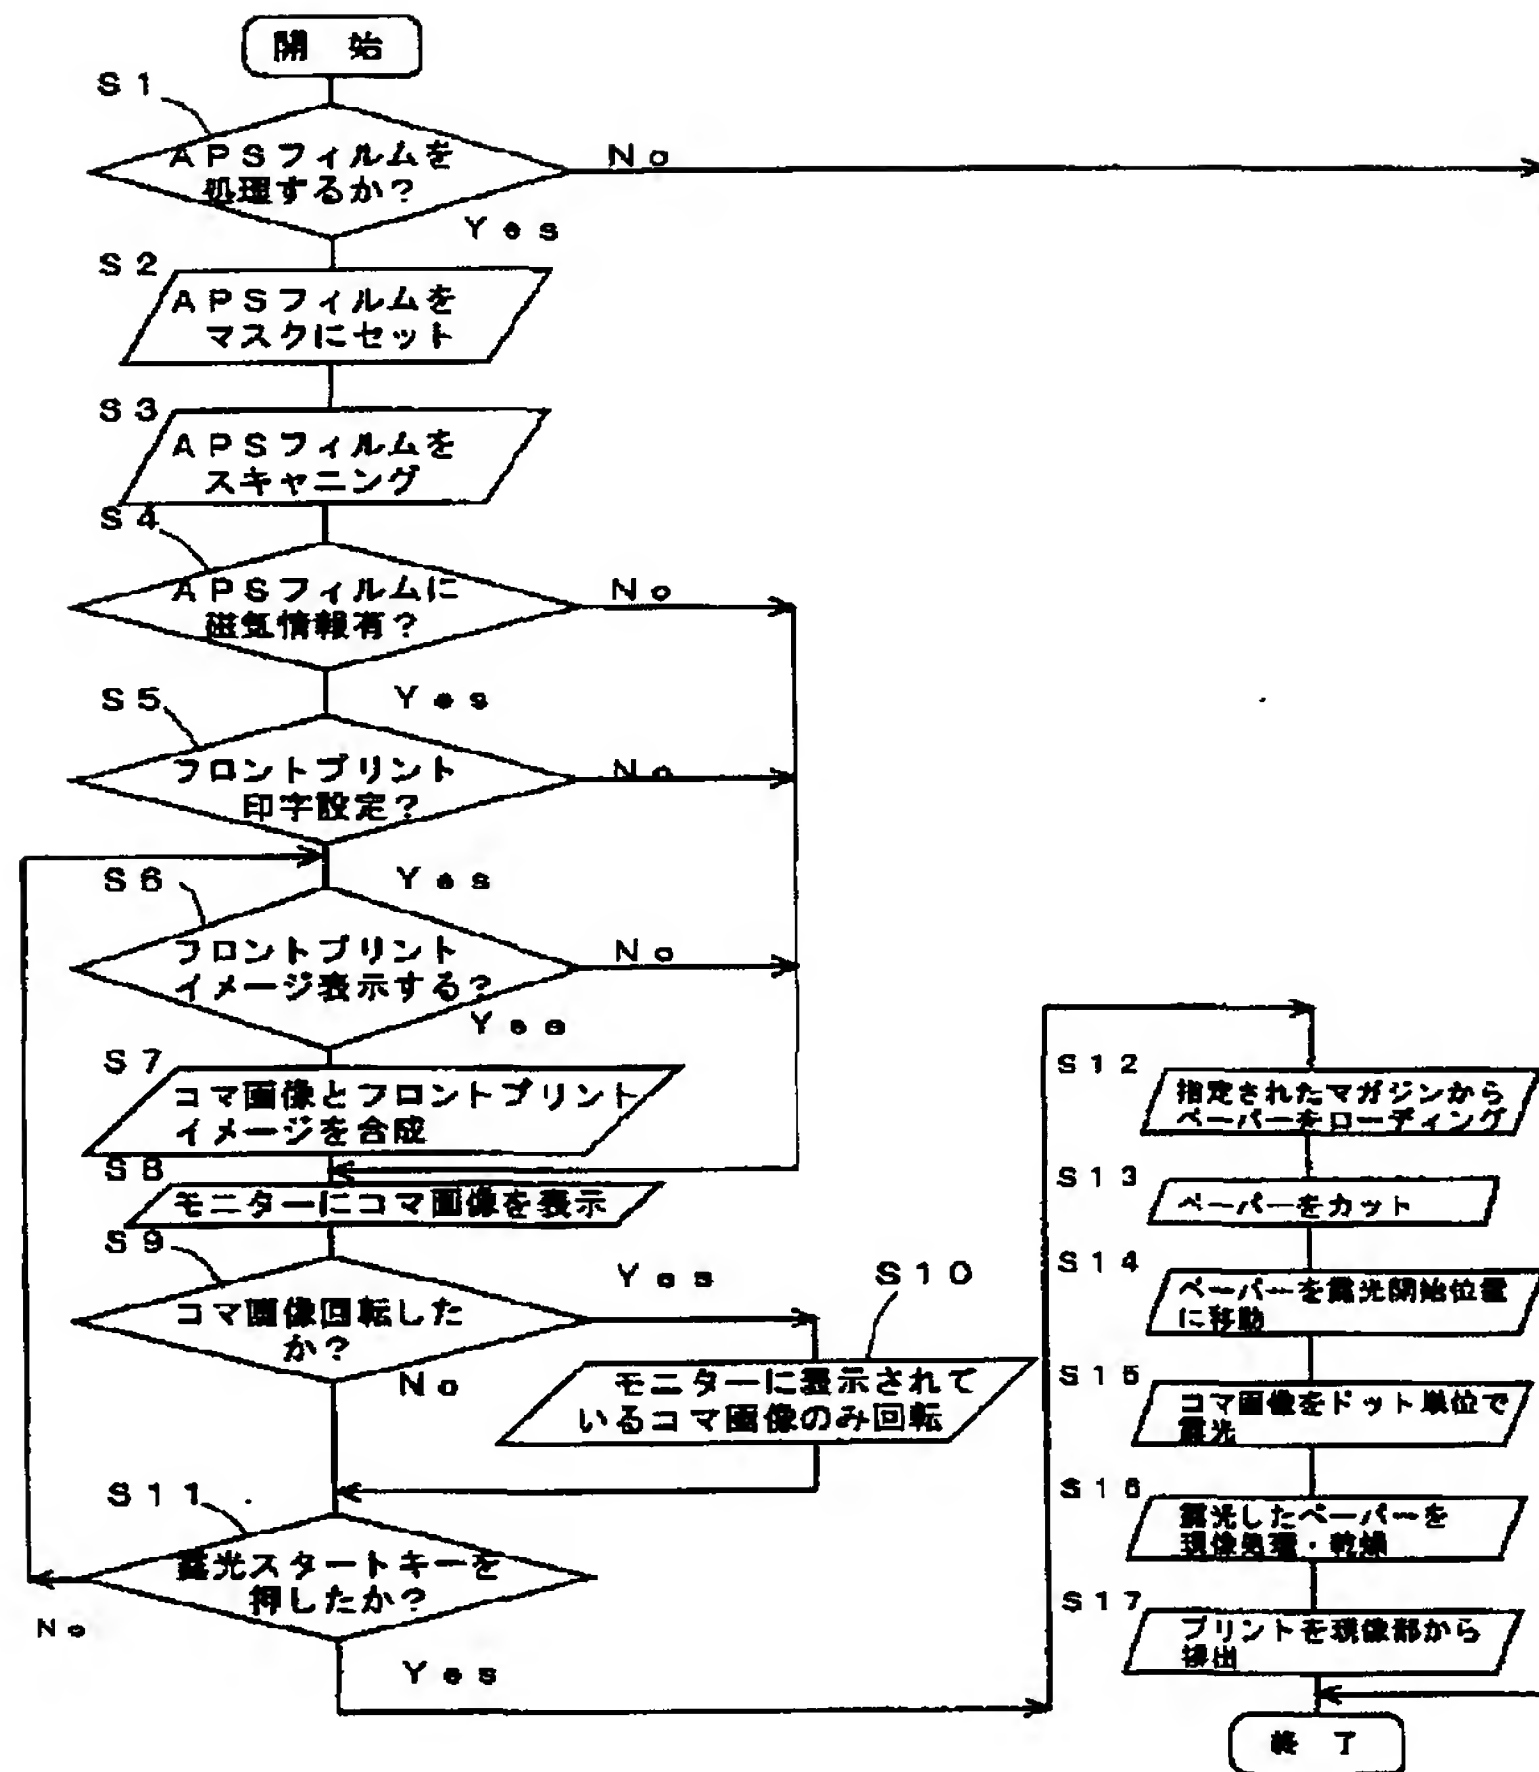 開 始
S1
APSフィルムを
処理するか?
No
Yes
S2
APSフィルムを
マスクにセット
S3
APSフィルムを
スキャニング
S4
APSフィルムに
磁気情報有?
No
Yes
S5
フロントプリント
印字設定?
No
Yes
S6
フロントプリント
イメージ表示する?
No
Yes
S7
コマ画像とフロントプリント
イメージを合成
S8
モニターにコマ画像を表示
S9
コマ画像回転した
か?
Yes
No
S10
モニターに表示されて
いるコマ画像のみ回転
S11
露光スタートキーを
押したか?
No
Yes
S12
指定されたマガジンから
ペーパーをローディング
S13
ペーパーをカット
S14
ペーパーを露光開始位置
に移動
S15
コマ画像をドット単位で
露光
S16
露光したペーパーを
現像処理・乾燥
S17
プリントを現像部から
排出
終 了